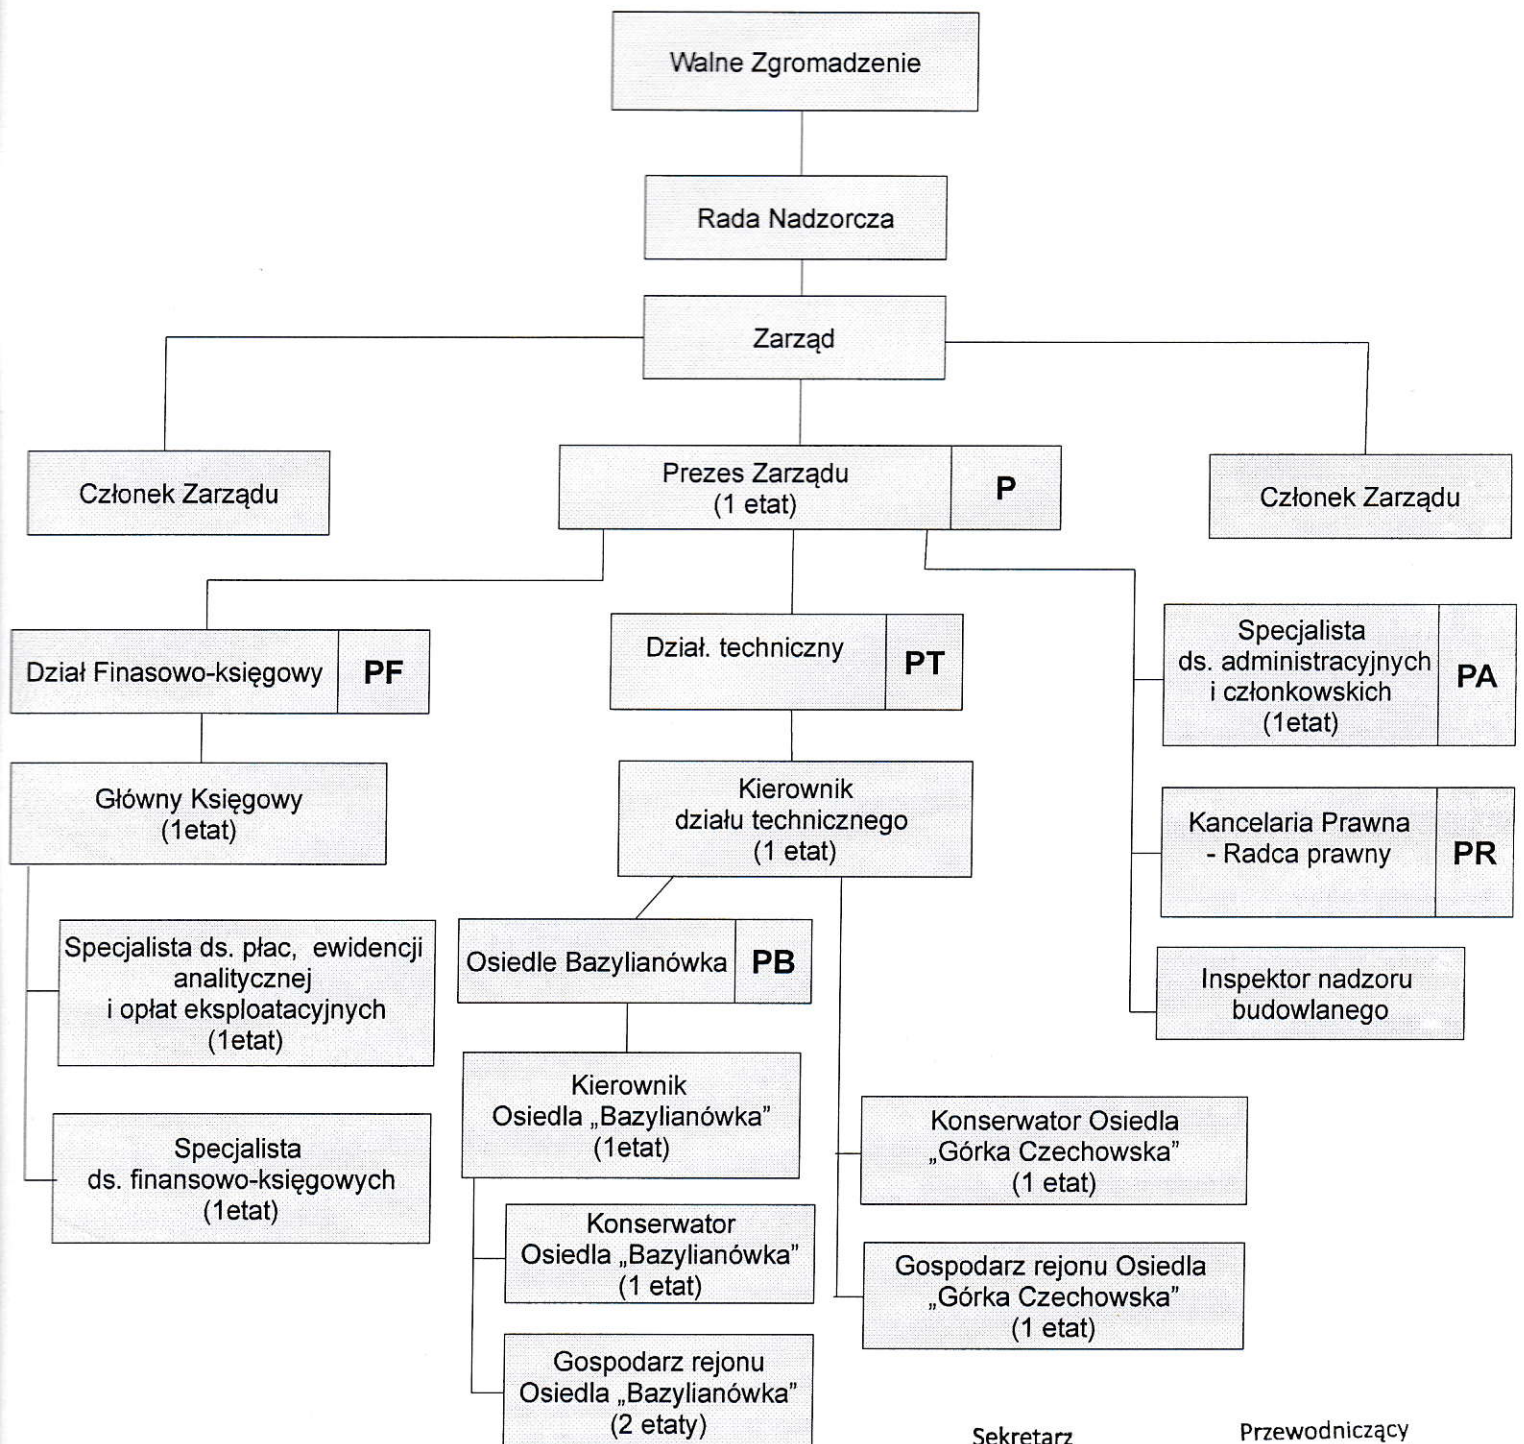 Walne Zgromadzenie
Rada Nadzorcza
Zarząd
Członek Zarządu
Prezes Zarządu
(1 etat)
P
Członek Zarządu
Dział Finasowo-księgowy
PF
Dział. techniczny
PT
Specjalista
ds. administracyjnych
i członkowskich
(1etat)
PA
Główny Księgowy
(1etat)
Kierownik
działu technicznego
(1 etat)
Kancelaria Prawna
- Radca prawny
PR
Specjalista ds. płac, ewidencji
analitycznej
i opłat eksploatacyjnych
(1etat)
Osiedle Bazylianówka
PB
Inspektor nadzoru
budowlanego
Specjalista
ds. finansowo-księgowych
(1etat)
Kierownik
Osiedla „Bazylianówka”
(1etat)
Konserwator Osiedla
„Górka Czechowska”
(1 etat)
Konserwator
Osiedla „Bazylianówka”
(1 etat)
Gospodarz rejonu Osiedla
„Górka Czechowska”
(1 etat)
Gospodarz rejonu
Osiedla „Bazylianówka”
(2 etaty)
Sekretarz
Przewodniczący